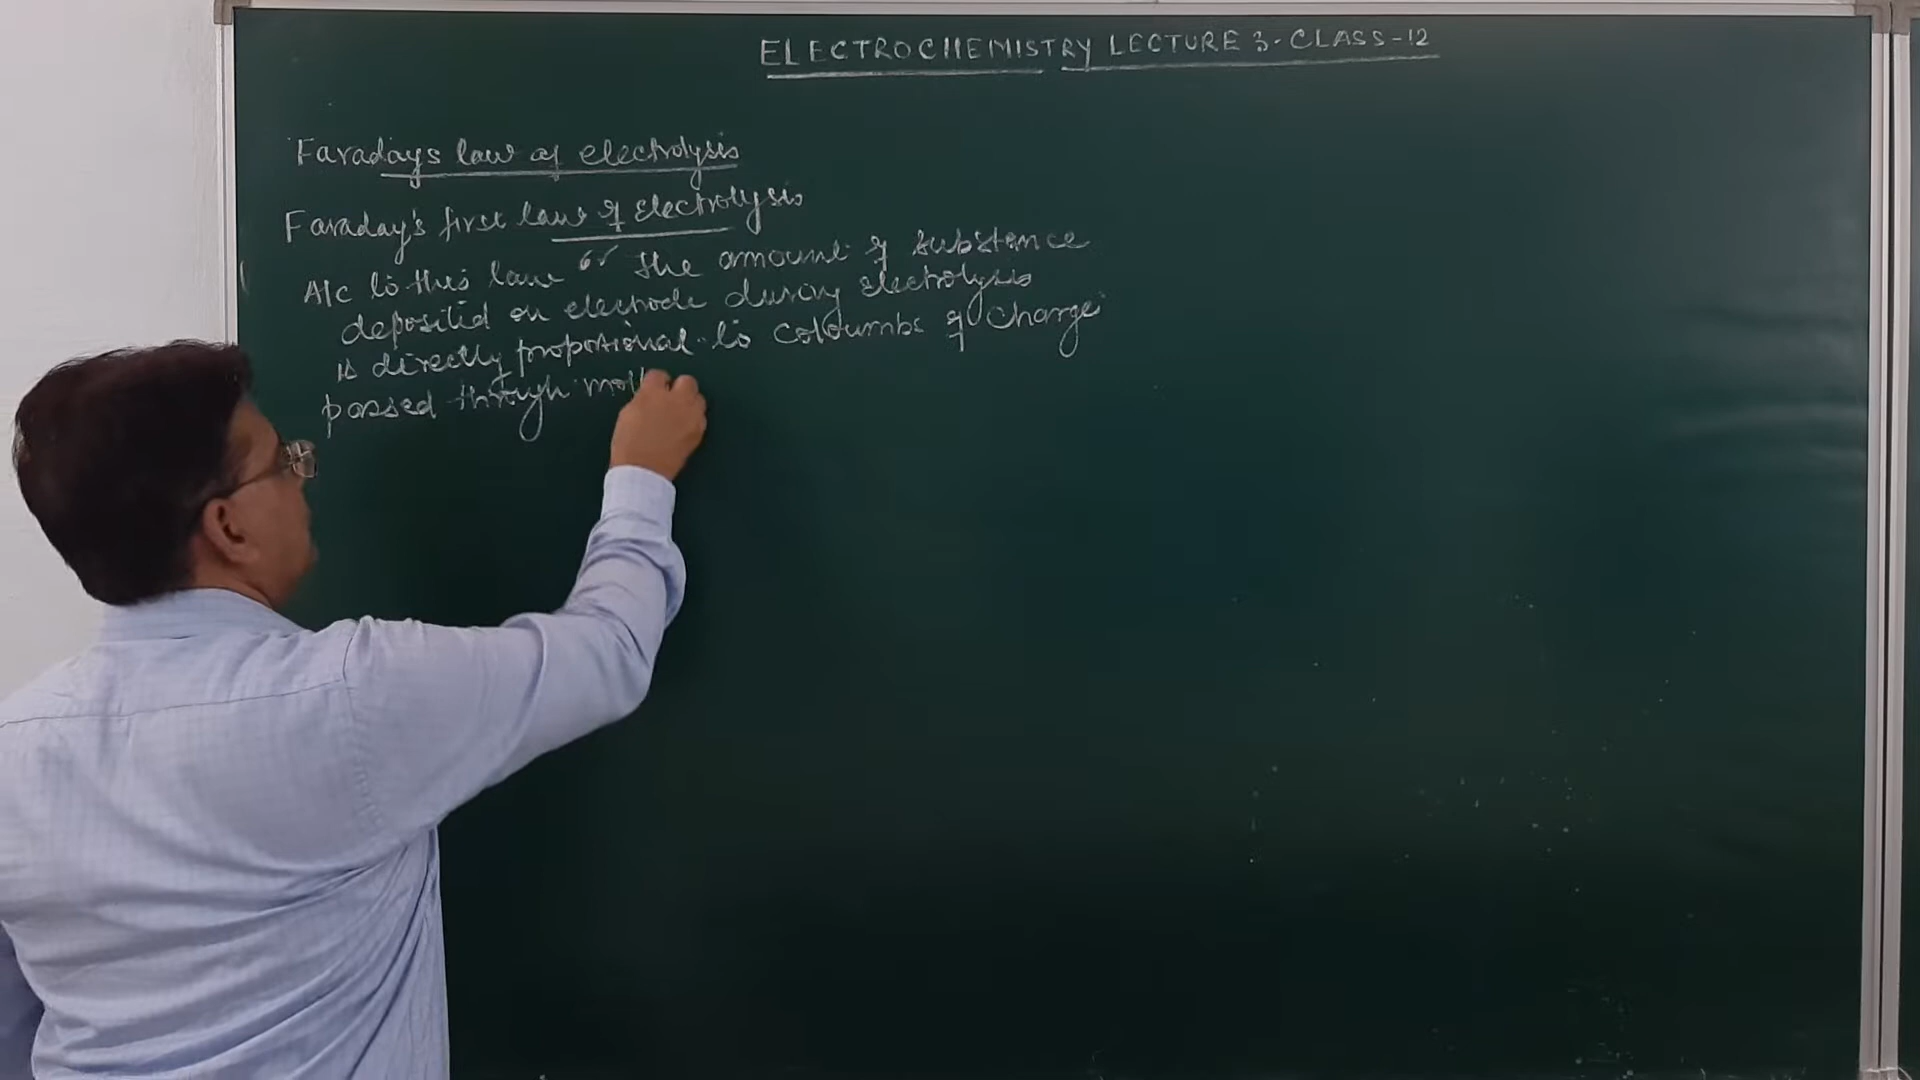 ELECTROCHEMISTRY LECTURE 3 - CLASS-12
Faradays law of electrolysis
Faraday's first law of electrolysis
A/c to this law " the amount of substance
deposited on electrode during electrolysis
is directly proportional to coloumbs of charge
passed through mol